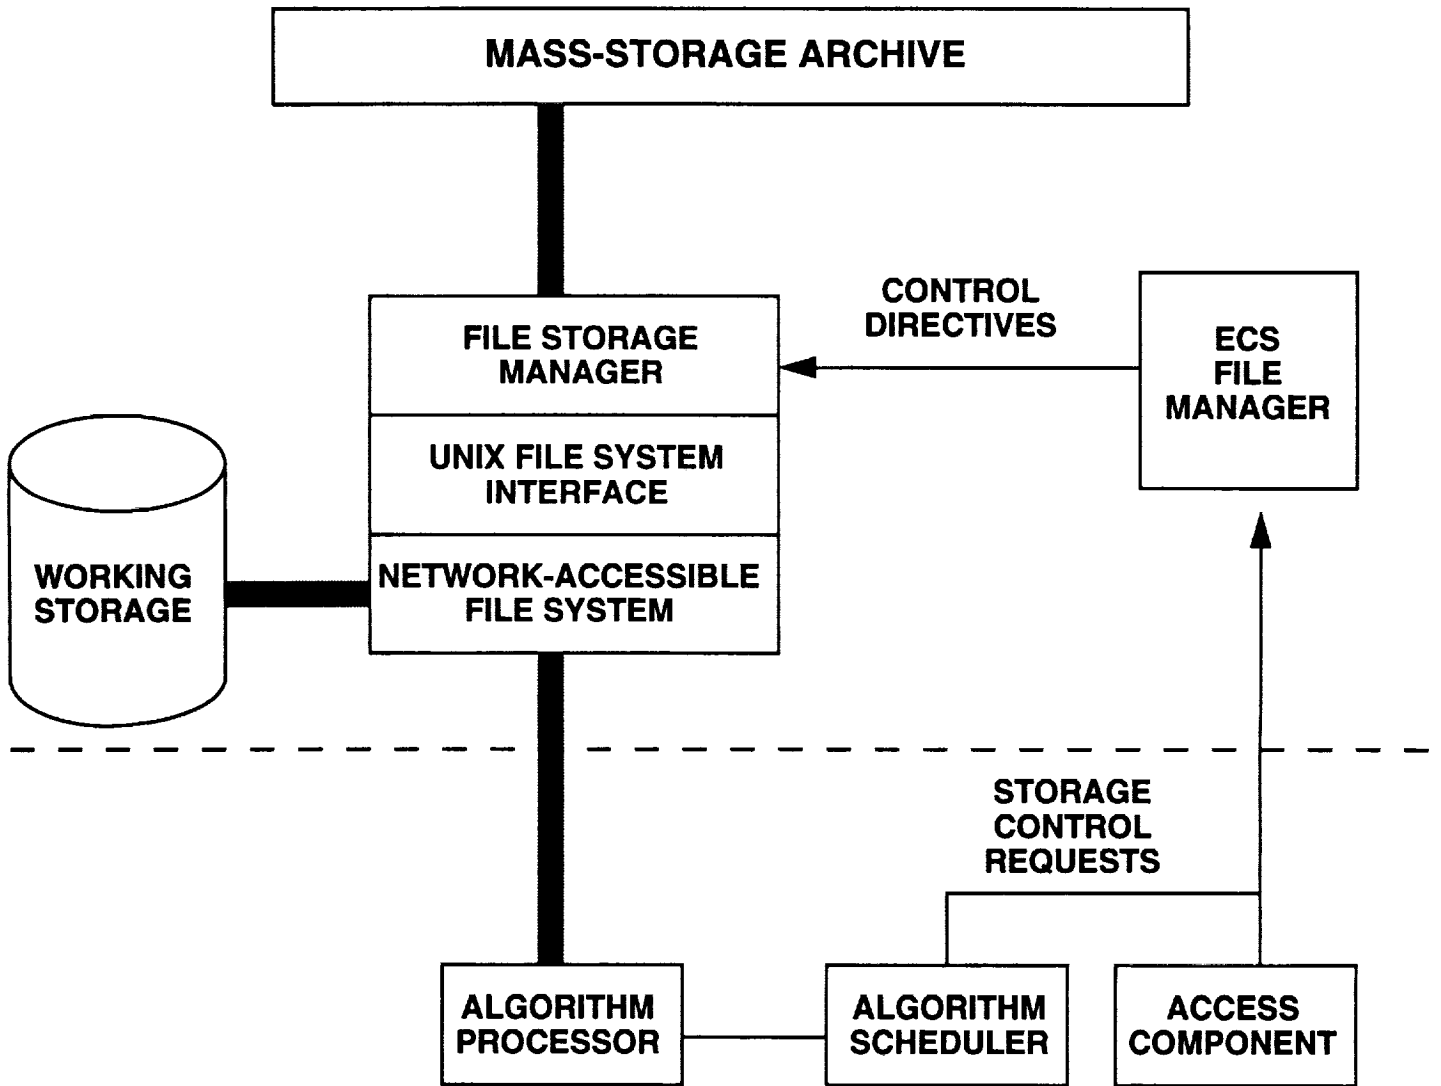 MASS-STORAGE ARCHIVE
CONTROL
DIRECTIVES
ECS
FILE
MANAGER
FILE STORAGE
MANAGER
UNIX FILE SYSTEM
INTERFACE
NETWORK-ACCESSIBLE
FILE SYSTEM
WORKING
STORAGE
STORAGE
CONTROL
REQUESTS
ALGORITHM
PROCESSOR
ALGORITHM
SCHEDULER
ACCESS
COMPONENT